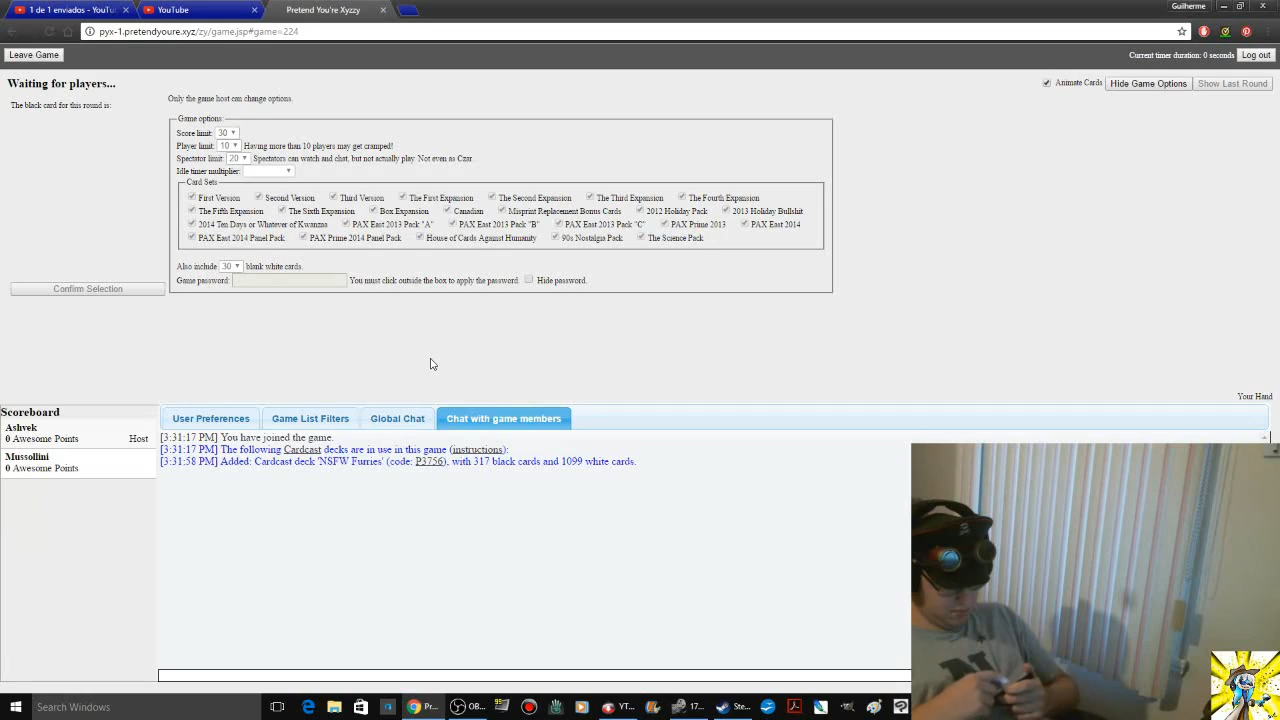 1 de 1 enviados - YouTu
YouTube
Pretend You're Xyzzy
Guilherme
pyx-1.pretendyoure.xyz/zy/game.jsp#game=224
Leave Game
Current timer duration: 0 seconds
Log out
Waiting for players...
Animate Cards
Hide Game Options
Show Last Round
The black card for this round is:
Only the game host can change options.
Game options:
Score limit: 30
Player limit: 10 Having more than 10 players may get cramped!
Spectator limit: 20 Spectators can watch and chat, but not actually play. Not even as Czar.
Idle timer multiplier:
Card Sets
First Version Second Version Third Version The First Expansion The Second Expansion The Third Expansion The Fourth Expansion
The Fifth Expansion The Sixth Expansion Box Expansion Canadian Misprint Replacement Bonus Cards 2012 Holiday Pack 2013 Holiday Bullshit
2014 Ten Days or Whatever of Kwanzaa PAX East 2013 Pack "A" PAX East 2013 Pack "B" PAX East 2013 Pack "C" PAX Prime 2013 PAX East 2014
PAX East 2014 Panel Pack PAX Prime 2014 Panel Pack House of Cards Against Humanity 90s Nostalgia Pack The Science Pack
Also include 30 blank white cards.
Game password: You must click outside the box to apply the password. Hide password.
Confirm Selection
Your Hand
Scoreboard
Ashvek
0 Awesome Points Host
Mussollini
0 Awesome Points
User Preferences
Game List Filters
Global Chat
Chat with game members
[3:31:17 PM] You have joined the game.
[3:31:17 PM] The following Cardcast decks are in use in this game (instructions):
[3:31:58 PM] Added: Cardcast deck 'NSFW Furries' (code: P3756), with 317 black cards and 1099 white cards.
Search Windows
Pr...
OB...
YT...
17...
Ste...